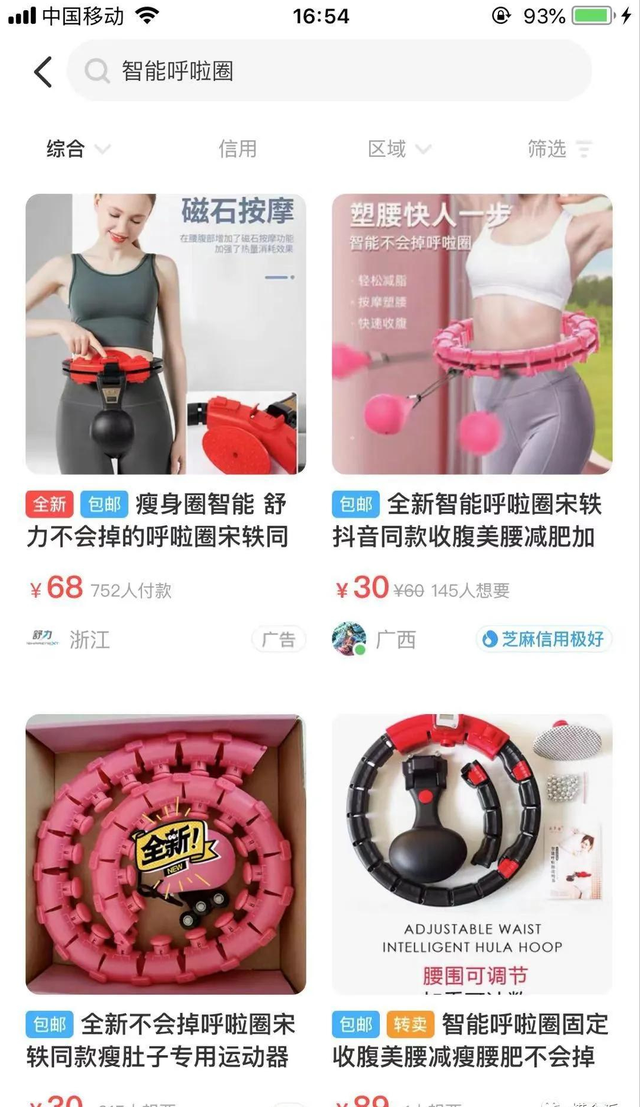 中国移动
16:54
93%
智能呼啦圈
综合
信用
区域
筛选
磁石按摩
在腰腹部增加了磁石按摩功能
加强了热量消耗效果
塑腰快人一步
智能不会掉呼啦圈
· 轻松减脂
· 按摩塑腰
· 快速收腹
全新 包邮 瘦身圈智能 舒
力不会掉的呼啦圈宋轶同
¥68 752人付款
舒力 浙江 广告
包邮 全新智能呼啦圈宋轶
抖音同款收腹美腰减肥加
¥30 ¥60 145人想要
广西 芝麻信用极好
全新!
NEW
ADJUSTABLE WAIST
INTELLIGENT HULA HOOP
腰围可调节
包邮 全新不会掉呼啦圈宋
轶同款瘦肚子专用运动器
¥30
包邮 转卖 智能呼啦圈固定
收腹美腰减瘦腰肥不会掉
¥89